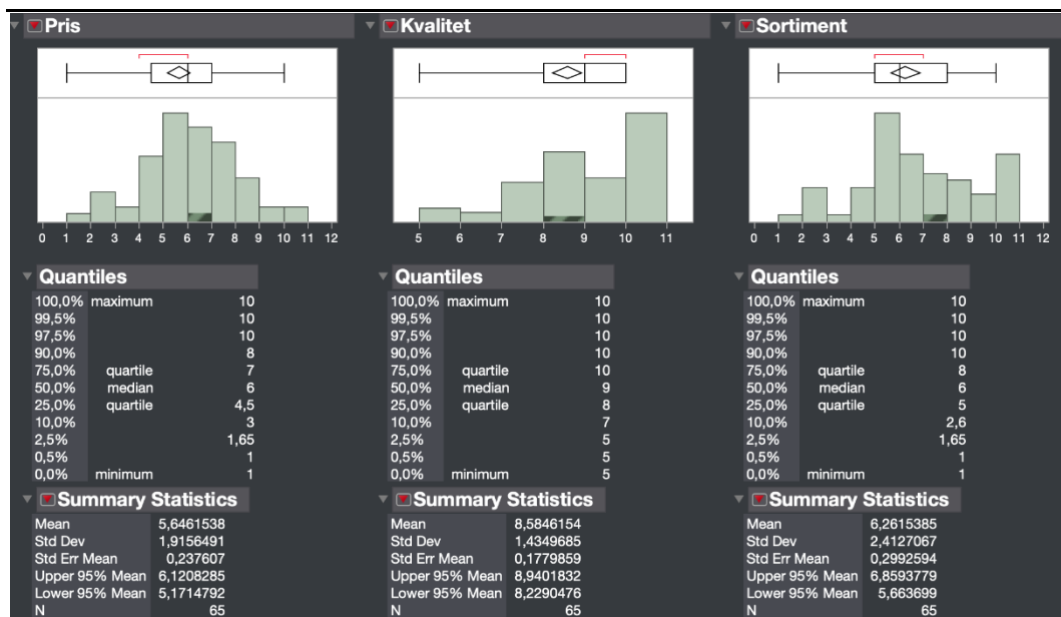 Pris
Kvalitet
Sortiment
0 1 2 3 4 5 6 7 8 9 10 11 12
5 6 7 8 9 10 11
0 1 2 3 4 5 6 7 8 9 10 11 12
Quantiles
100,0% maximum 10
99,5% 10
97,5% 10
90,0% 8
75,0% quartile 7
50,0% median 6
25,0% quartile 4,5
10,0% 3
2,5% 1,65
0,5% 1
0,0% minimum 1
Summary Statistics
Mean 5,6461538
Std Dev 1,9156491
Std Err Mean 0,237607
Upper 95% Mean 6,1208285
Lower 95% Mean 5,1714792
N 65
Quantiles
100,0% maximum 10
99,5% 10
97,5% 10
90,0% 10
75,0% quartile 10
50,0% median 9
25,0% quartile 8
10,0% 7
2,5% 5
0,5% 5
0,0% minimum 5
Summary Statistics
Mean 8,5846154
Std Dev 1,4349685
Std Err Mean 0,1779859
Upper 95% Mean 8,9401832
Lower 95% Mean 8,2290476
N 65
Quantiles
100,0% maximum 10
99,5% 10
97,5% 10
90,0% 10
75,0% quartile 8
50,0% median 6
25,0% quartile 5
10,0% 2,6
2,5% 1,65
0,5% 1
0,0% minimum 1
Summary Statistics
Mean 6,2615385
Std Dev 2,4127067
Std Err Mean 0,2992594
Upper 95% Mean 6,8593779
Lower 95% Mean 5,663699
N 65